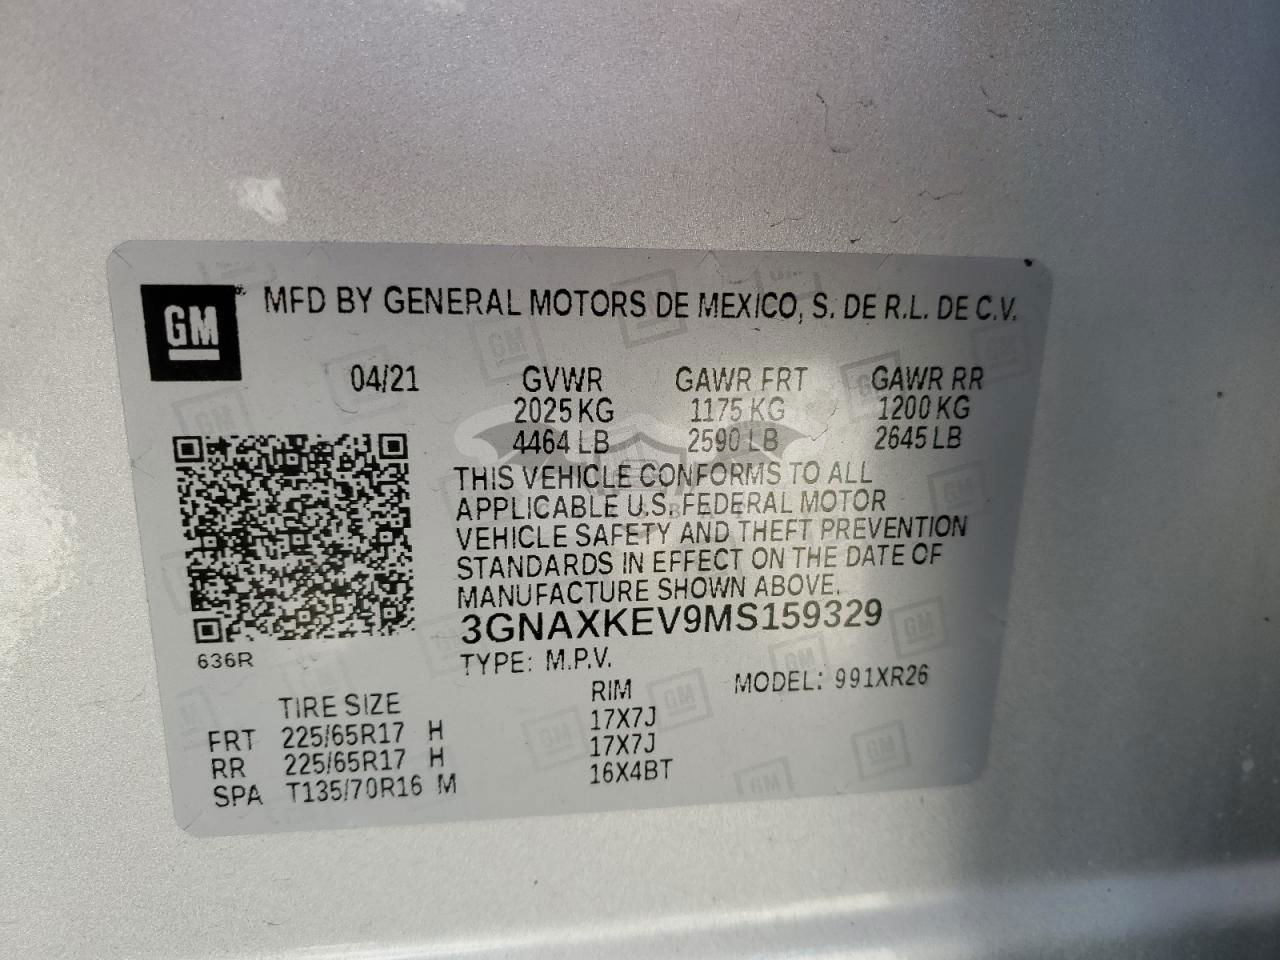 GM
MFD BY GENERAL MOTORS DE MEXICO, S. DE R.L. DE C.V.
04/21 GVWR GAWR FRT GAWR RR
2025 KG 1175 KG 1200 KG
4464 LB 2590 LB 2645 LB
THIS VEHICLE CONFORMS TO ALL
APPLICABLE U.S. FEDERAL MOTOR
VEHICLE SAFETY AND THEFT PREVENTION
STANDARDS IN EFFECT ON THE DATE OF
MANUFACTURE SHOWN ABOVE.
3GNAXKEV9MS159329
636R
TYPE: M.P.V.
MODEL: 991XR26
TIRE SIZE RIM
FRT 225/65R17 H 17X7J
RR 225/65R17 H 17X7J
SPA T135/70R16 M 16X4BT